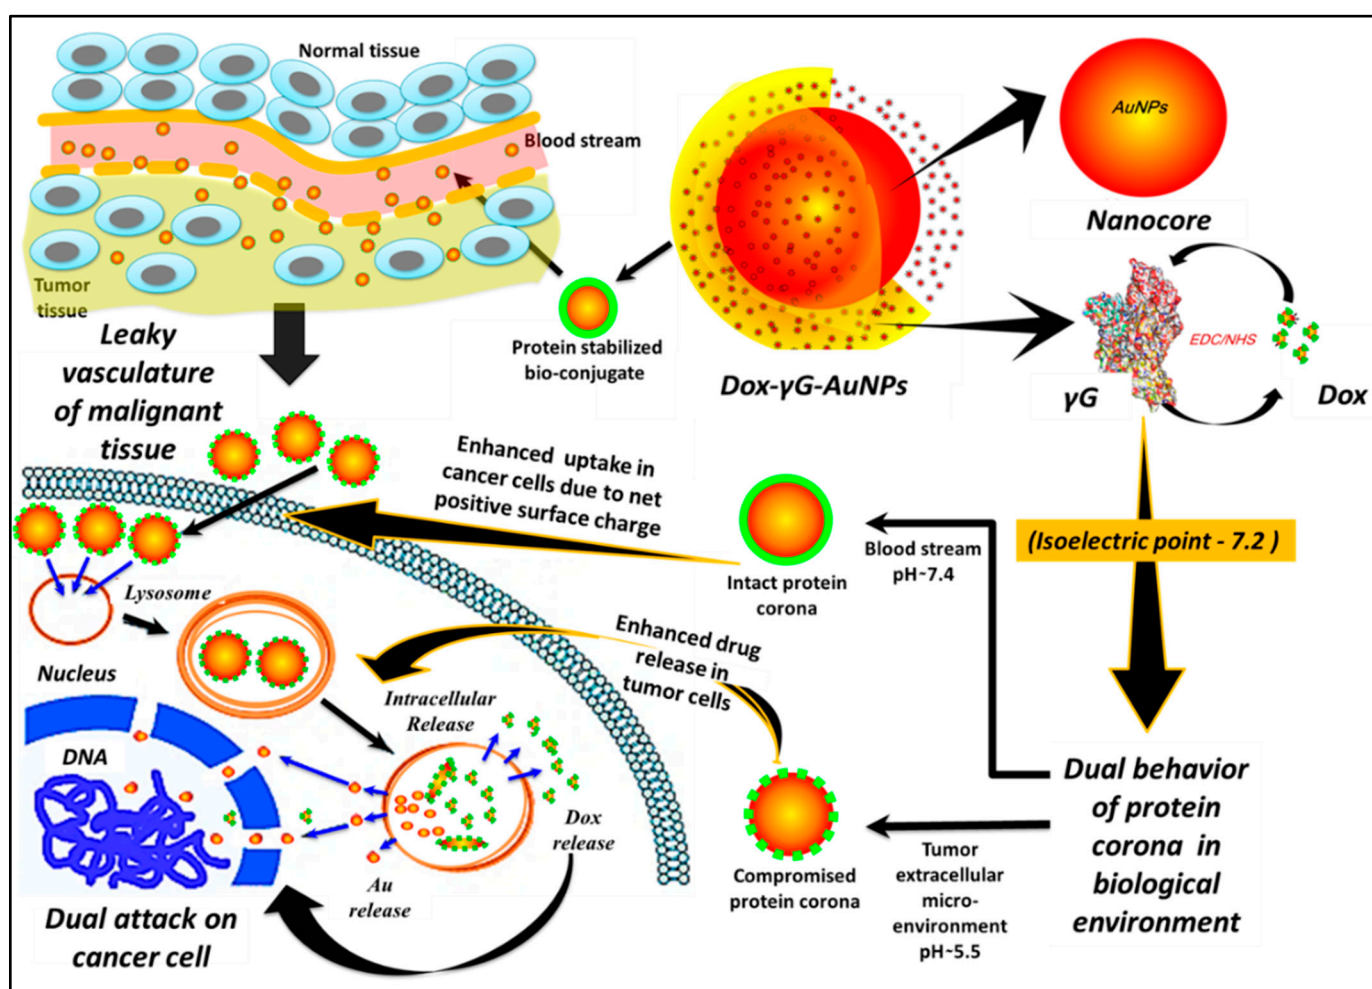 Normal tissue
Blood stream
Tumor
tissue
Leaky
vasculature
of malignant
tissue
Protein stabilized
bio-conjugate
Dox-γG-AuNPs
AuNPs
Nanocore
EDC/NHS
γG
Dox
(Isoelectric point - 7.2 )
Enhanced uptake in
cancer cells due to net
positive surface charge
Intact protein
corona
Blood stream
pH~7.4
Lysosome
Enhanced drug
release in
tumor cells
Nucleus
Intracellular
Release
DNA
Dox
release
Au
release
Dual attack on
cancer cell
Compromised
protein corona
Tumor
extracellular
micro-
environment
pH~5.5
Dual behavior
of protein
corona in
biological
environment